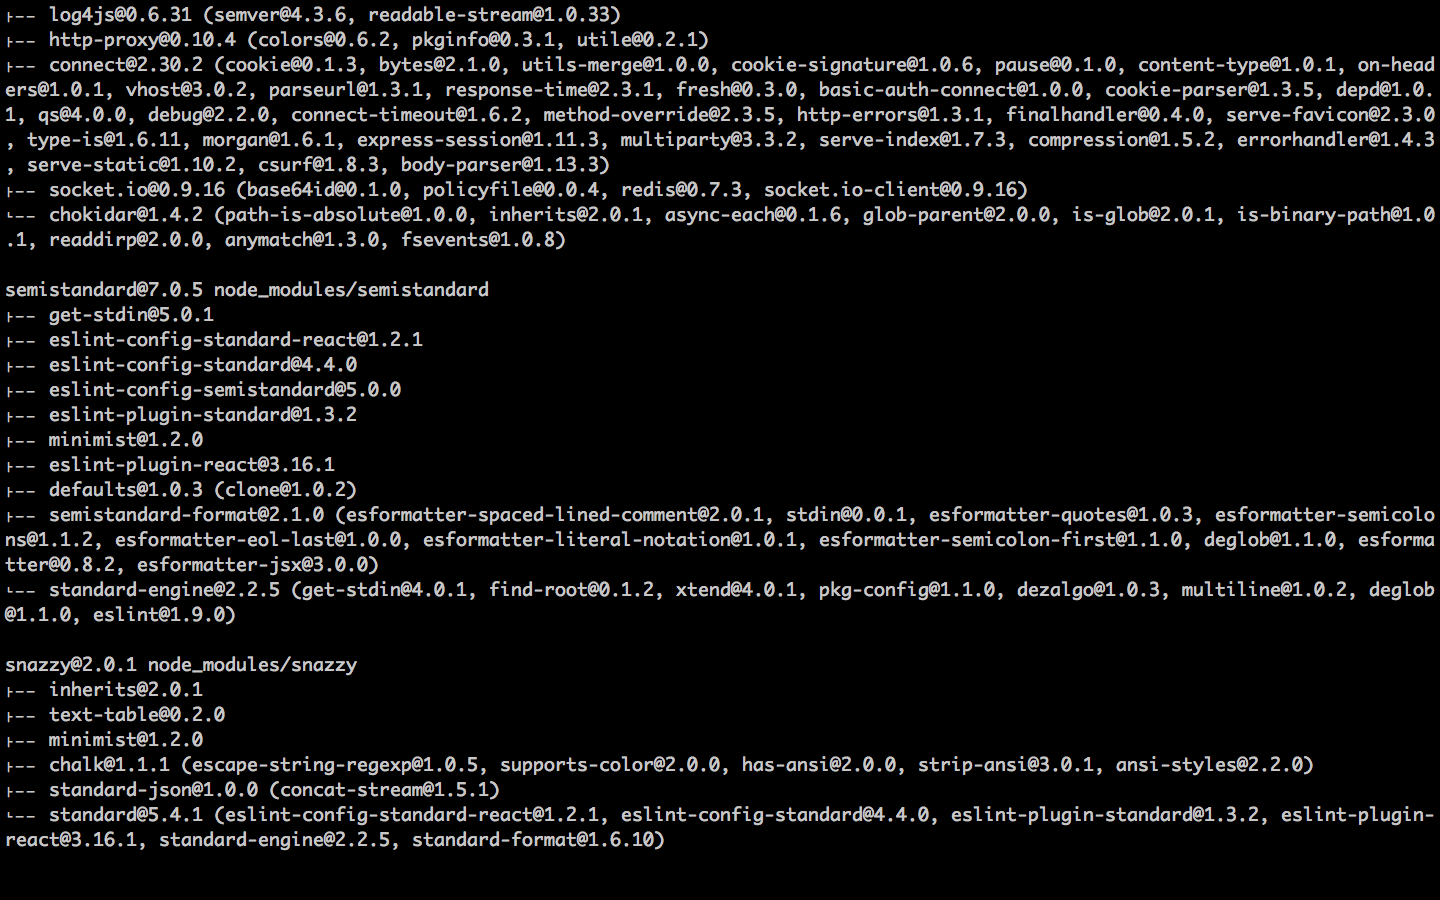 ├── log4js@0.6.31 (semver@4.3.6, readable-stream@1.0.33)
├── http-proxy@0.10.4 (colors@0.6.2, pkginfo@0.3.1, utile@0.2.1)
├── connect@2.30.2 (cookie@0.1.3, bytes@2.1.0, utils-merge@1.0.0, cookie-signature@1.0.6, pause@0.1.0, content-type@1.0.1, on-head
ers@1.0.1, vhost@3.0.2, parseurl@1.3.1, response-time@2.3.1, fresh@0.3.0, basic-auth-connect@1.0.0, cookie-parser@1.3.5, depd@1.0.
1, qs@4.0.0, debug@2.2.0, connect-timeout@1.6.2, method-override@2.3.5, http-errors@1.3.1, finalhandler@0.4.0, serve-favicon@2.3.0
, type-is@1.6.11, morgan@1.6.1, express-session@1.11.3, multiparty@3.3.2, serve-index@1.7.3, compression@1.5.2, errorhandler@1.4.3
, serve-static@1.10.2, csurf@1.8.3, body-parser@1.13.3)
├── socket.io@0.9.16 (base64id@0.1.0, policyfile@0.0.4, redis@0.7.3, socket.io-client@0.9.16)
└── chokidar@1.4.2 (path-is-absolute@1.0.0, inherits@2.0.1, async-each@0.1.6, glob-parent@2.0.0, is-glob@2.0.1, is-binary-path@1.0
.1, readdirp@2.0.0, anymatch@1.3.0, fsevents@1.0.8)
semistandard@7.0.5 node_modules/semistandard
├── get-stdin@5.0.1
├── eslint-config-standard-react@1.2.1
├── eslint-config-standard@4.4.0
├── eslint-config-semistandard@5.0.0
├── eslint-plugin-standard@1.3.2
├── minimist@1.2.0
├── eslint-plugin-react@3.16.1
├── defaults@1.0.3 (clone@1.0.2)
├── semistandard-format@2.1.0 (esformatter-spaced-lined-comment@2.0.1, stdin@0.0.1, esformatter-quotes@1.0.3, esformatter-semicolo
ns@1.1.2, esformatter-eol-last@1.0.0, esformatter-literal-notation@1.0.1, esformatter-semicolon-first@1.1.0, deglob@1.1.0, esforma
tter@0.8.2, esformatter-jsx@3.0.0)
└── standard-engine@2.2.5 (get-stdin@4.0.1, find-root@0.1.2, xtend@4.0.1, pkg-config@1.1.0, dezalgo@1.0.3, multiline@1.0.2, deglob
@1.1.0, eslint@1.9.0)
snazzy@2.0.1 node_modules/snazzy
├── inherits@2.0.1
├── text-table@0.2.0
├── minimist@1.2.0
├── chalk@1.1.1 (escape-string-regexp@1.0.5, supports-color@2.0.0, has-ansi@2.0.0, strip-ansi@3.0.1, ansi-styles@2.2.0)
├── standard-json@1.0.0 (concat-stream@1.5.1)
└── standard@5.4.1 (eslint-config-standard-react@1.2.1, eslint-config-standard@4.4.0, eslint-plugin-standard@1.3.2, eslint-plugin-
react@3.16.1, standard-engine@2.2.5, standard-format@1.6.10)